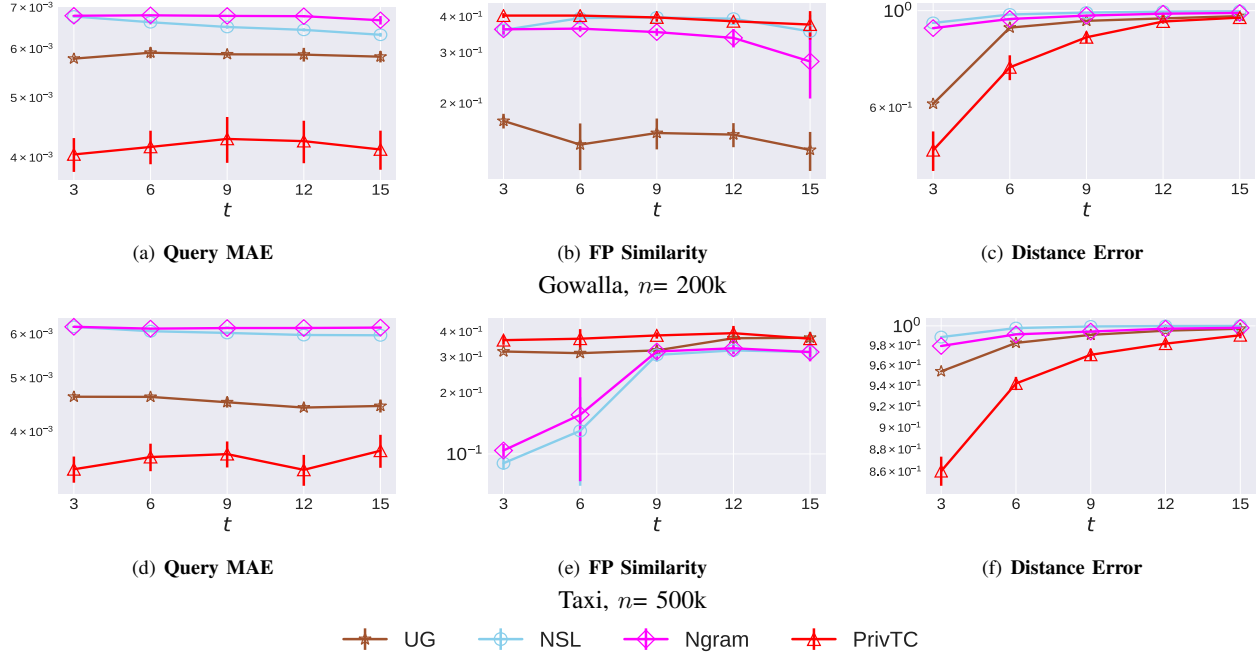 7 × 10⁻³
6 × 10⁻³
5 × 10⁻³
4 × 10⁻³
3 6 9 12 15
t
(a) Query MAE
4 × 10⁻¹
3 × 10⁻¹
2 × 10⁻¹
3 6 9 12 15
t
(b) FP Similarity
10⁰
6 × 10⁻¹
3 6 9 12 15
t
(c) Distance Error
Gowalla, n= 200k
6 × 10⁻³
5 × 10⁻³
4 × 10⁻³
3 6 9 12 15
t
(d) Query MAE
4 × 10⁻¹
3 × 10⁻¹
2 × 10⁻¹
10⁻¹
3 6 9 12 15
t
(e) FP Similarity
10⁰
9.8 × 10⁻¹
9.6 × 10⁻¹
9.4 × 10⁻¹
9.2 × 10⁻¹
9 × 10⁻¹
8.8 × 10⁻¹
8.6 × 10⁻¹
3 6 9 12 15
t
(f) Distance Error
Taxi, n= 500k
UG NSL Ngram PrivTC